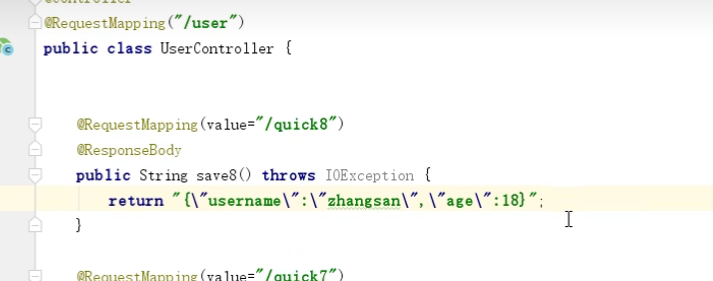 @RequestMapping("/user")
public class UserController {
@RequestMapping(value="/quick8")
@ResponseBody
public String save8() throws IOException {
return "{\"username\":\"zhangsan\",\"age\":18}";
}
@RequestMapping(value="/quick7")